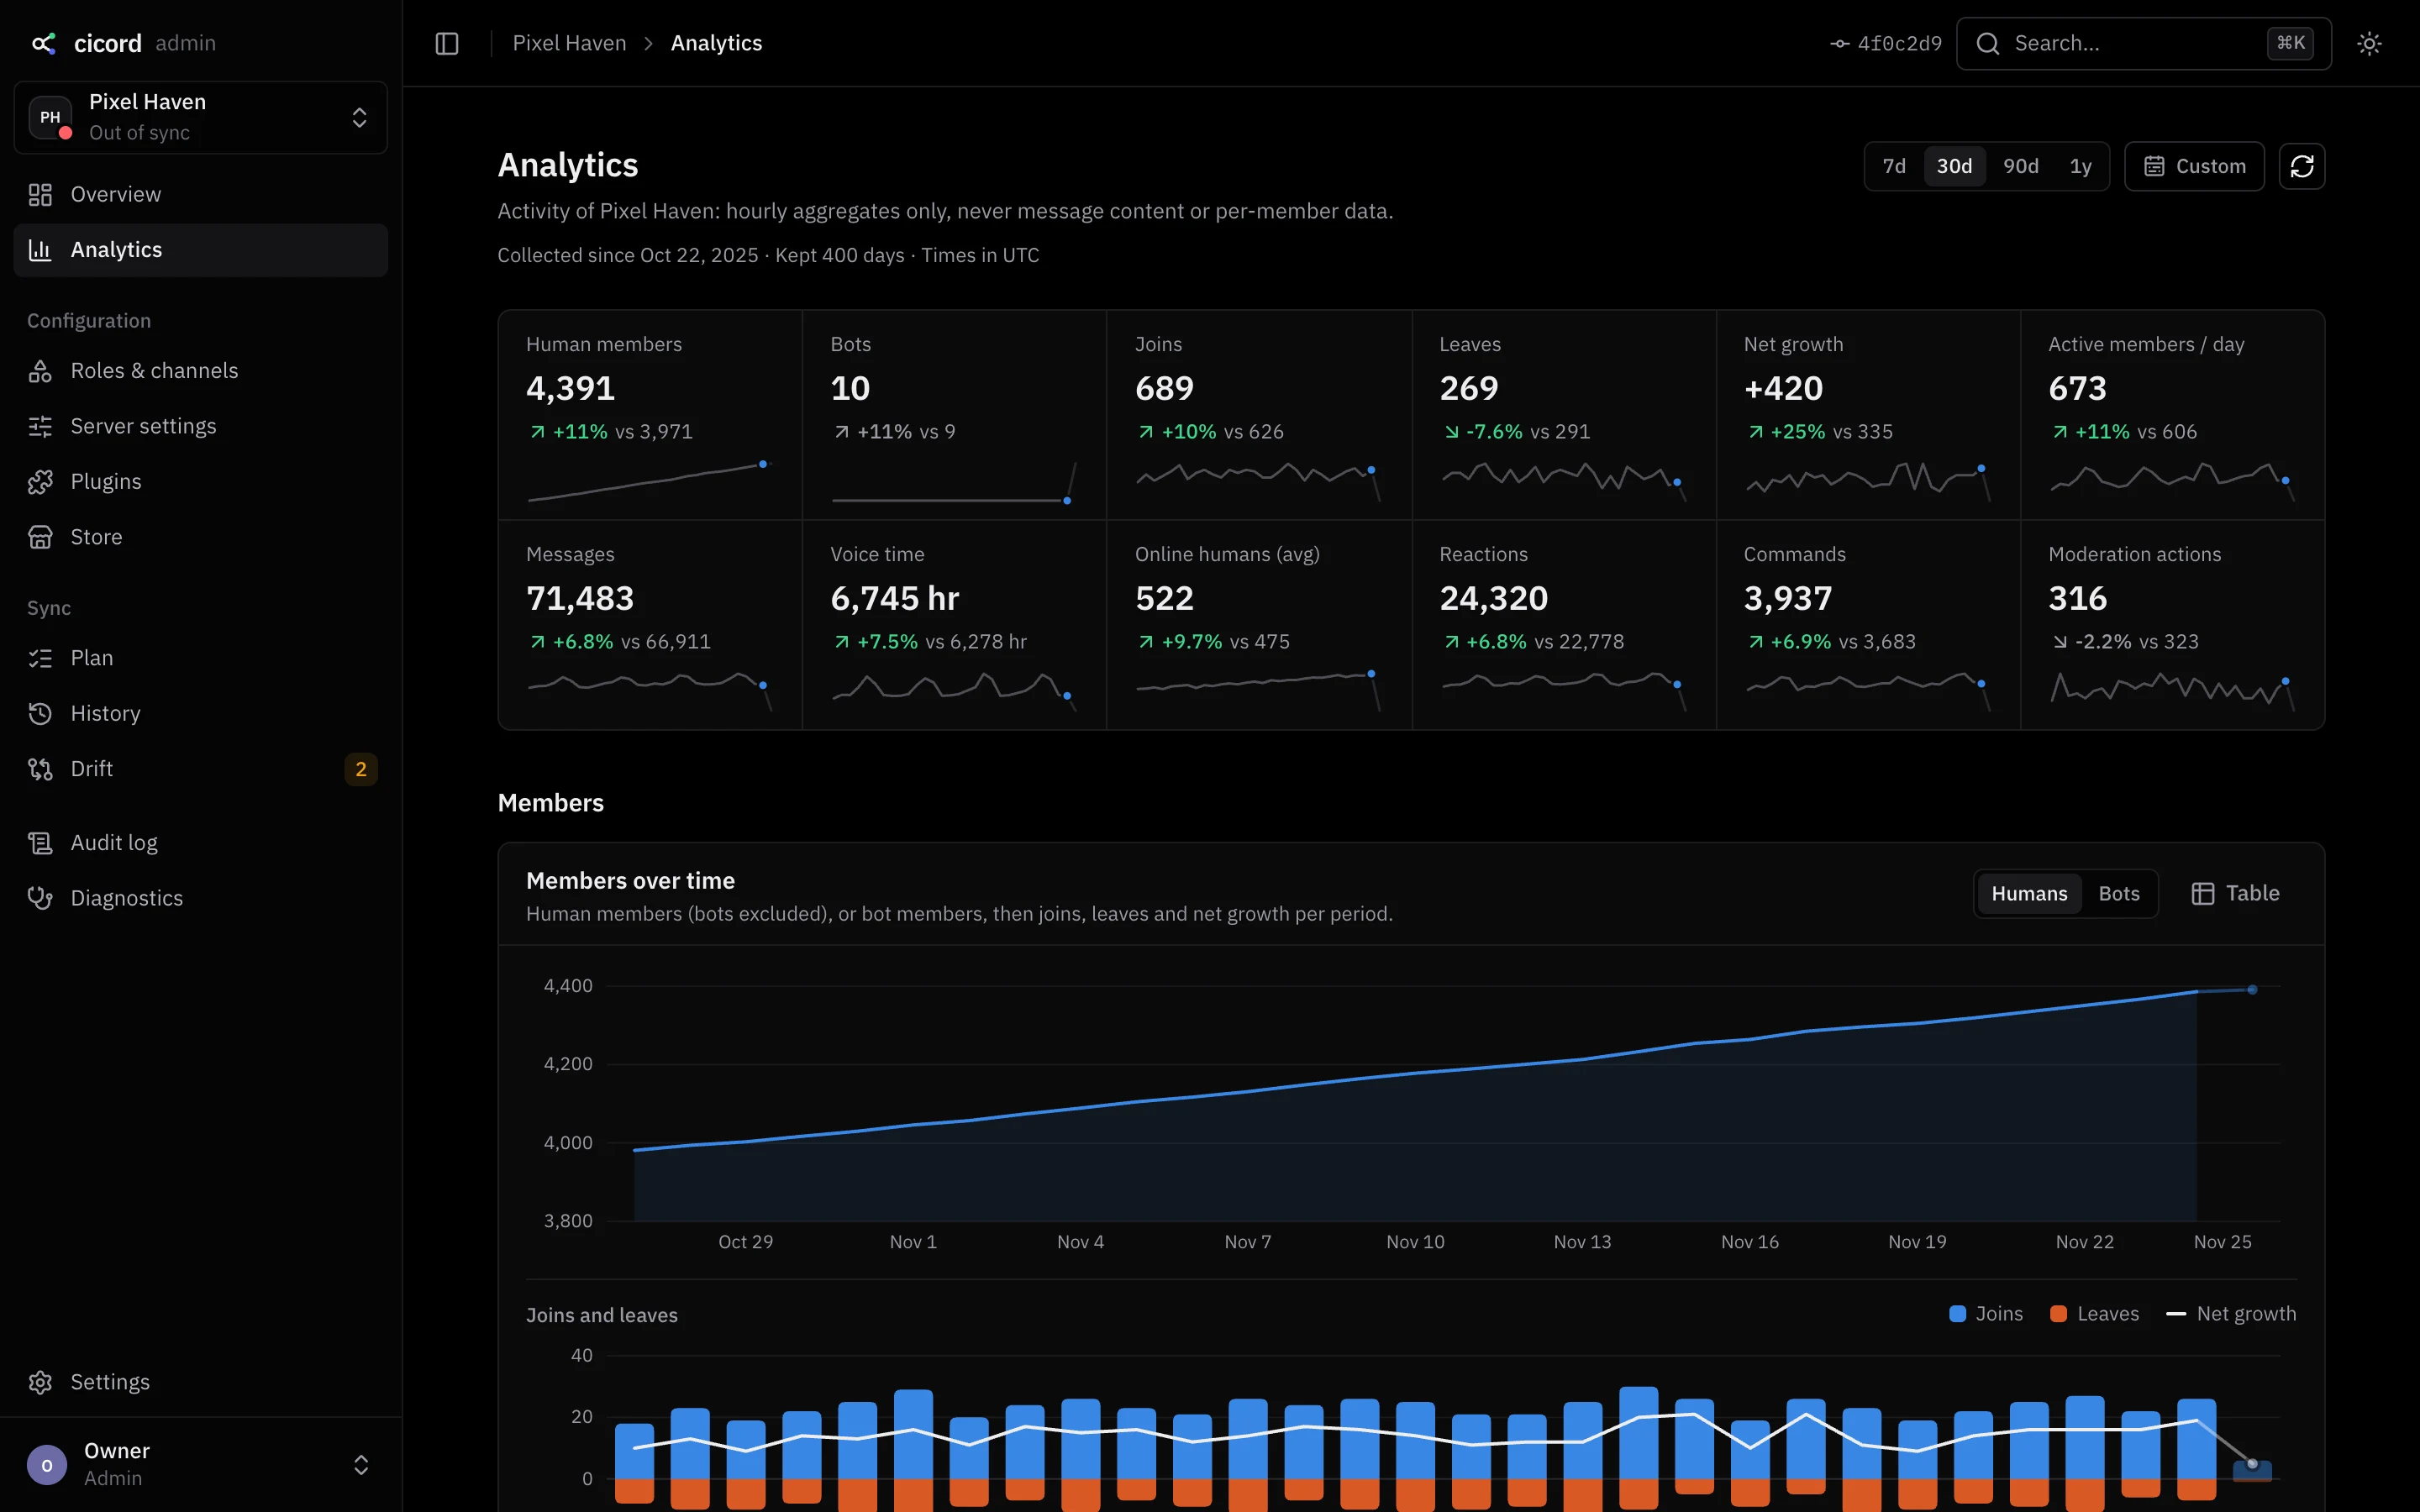 cicord admin
PH
Pixel Haven
Out of sync
Overview
Analytics
Configuration
Roles & channels
Server settings
Plugins
Store
Sync
Plan
History
Drift 2
Audit log
Diagnostics
Settings
O
Owner
Admin
Pixel Haven > Analytics
4f0c2d9
Search... ⌘K
Analytics
7d 30d 90d 1y Custom
Activity of Pixel Haven: hourly aggregates only, never message content or per-member data.
Collected since Oct 22, 2025 · Kept 400 days · Times in UTC
Human members
4,391
+11% vs 3,971
Bots
10
+11% vs 9
Joins
689
+10% vs 626
Leaves
269
-7.6% vs 291
Net growth
+420
+25% vs 335
Active members / day
673
+11% vs 606
Messages
71,483
+6.8% vs 66,911
Voice time
6,745 hr
+7.5% vs 6,278 hr
Online humans (avg)
522
+9.7% vs 475
Reactions
24,320
+6.8% vs 22,778
Commands
3,937
+6.9% vs 3,683
Moderation actions
316
-2.2% vs 323
Members
Members over time
Human members (bots excluded), or bot members, then joins, leaves and net growth per period.
Humans Bots Table
4,400
4,200
4,000
3,800
Oct 29 Nov 1 Nov 4 Nov 7 Nov 10 Nov 13 Nov 16 Nov 19 Nov 22 Nov 25
Joins and leaves
Joins Leaves Net growth
40
20
0